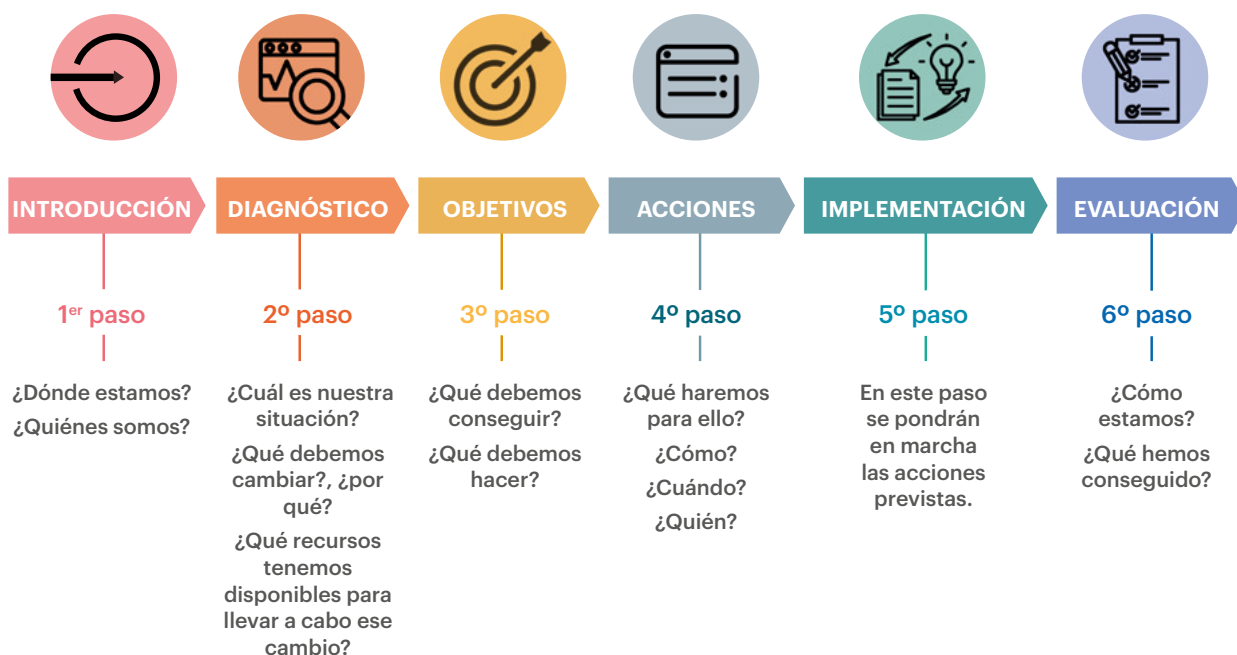 INTRODUCCIÓN
DIAGNÓSTICO
OBJETIVOS
ACCIONES
IMPLEMENTACIÓN
EVALUACIÓN
1er paso
2º paso
3º paso
4º paso
5º paso
6º paso
¿Dónde estamos?
¿Quiénes somos?
¿Cuál es nuestra
situación?
¿Qué debemos
cambiar?, ¿por
qué?
¿Qué recursos
tenemos
disponibles para
llevar a cabo ese
cambio?
¿Qué debemos
conseguir?
¿Qué debemos
hacer?
¿Qué haremos
para ello?
¿Cómo?
¿Cuándo?
¿Quién?
En este paso
se pondrán
en marcha
las acciones
previstas.
¿Cómo
estamos?
¿Qué hemos
conseguido?